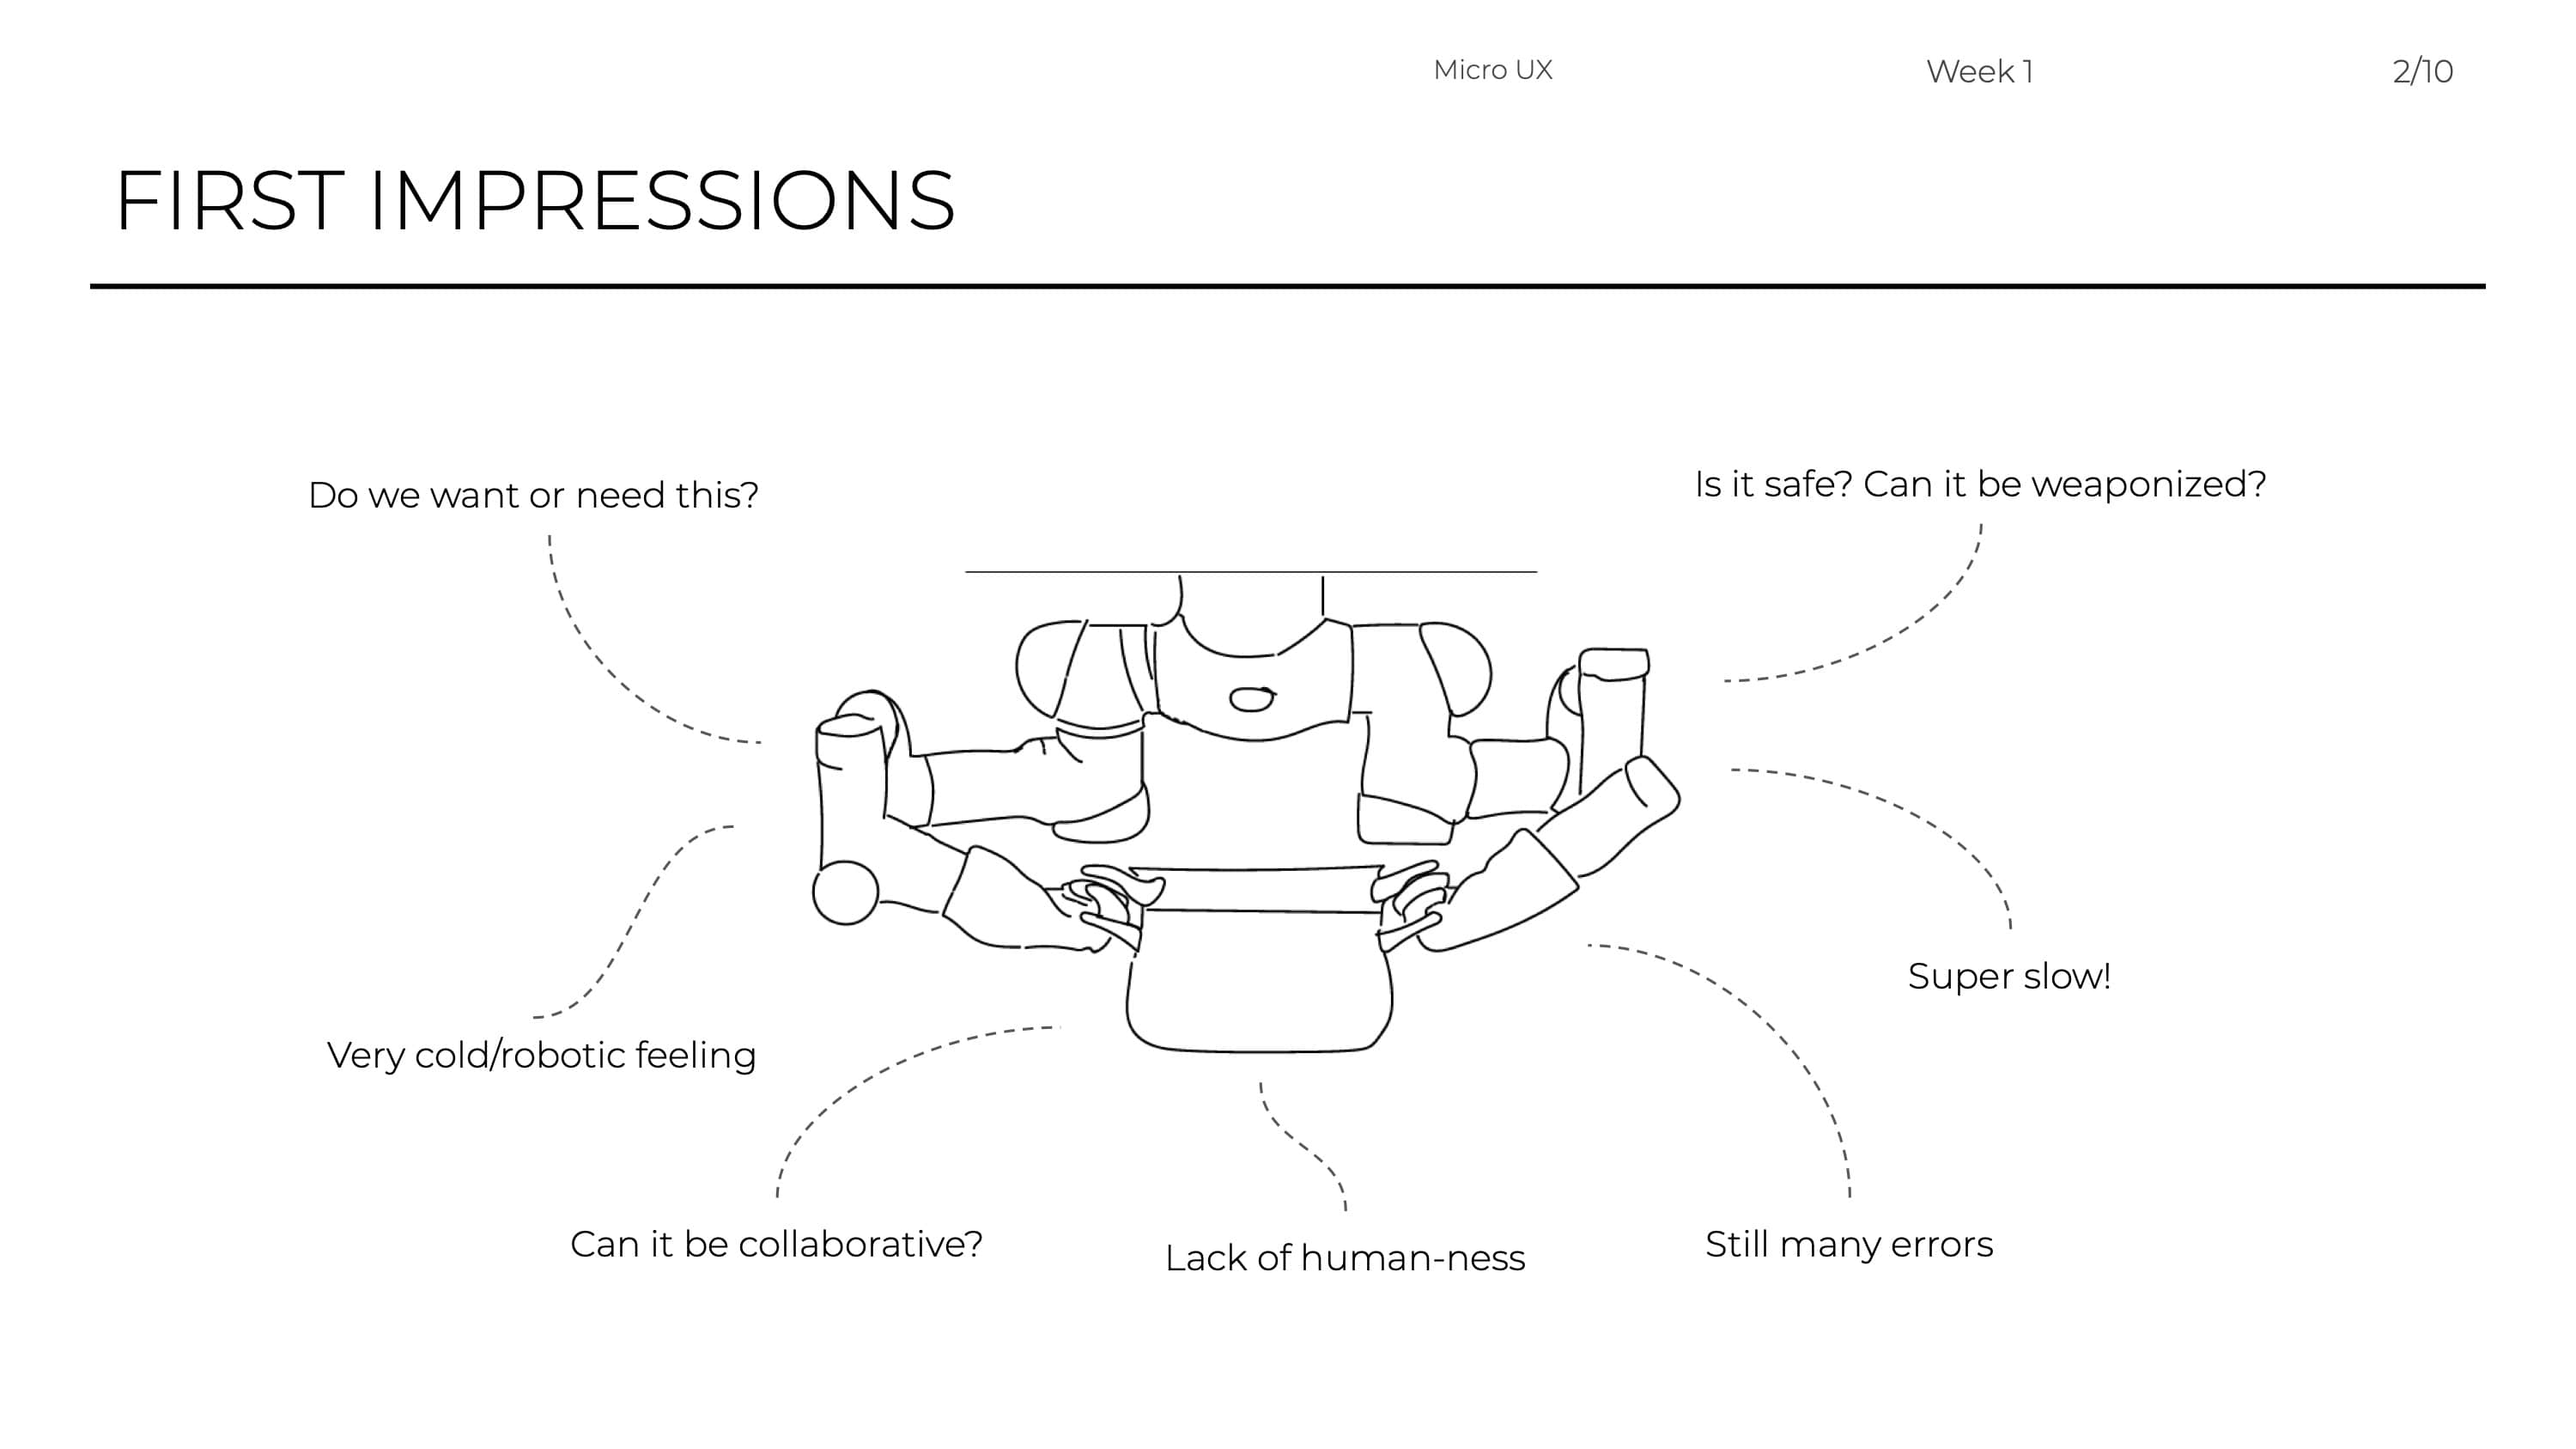 Micro UX
Week 1
2/10
FIRST IMPRESSIONS
Do we want or need this?
Is it safe? Can it be weaponized?
Super slow!
Very cold/robotic feeling
Can it be collaborative?
Lack of human-ness
Still many errors